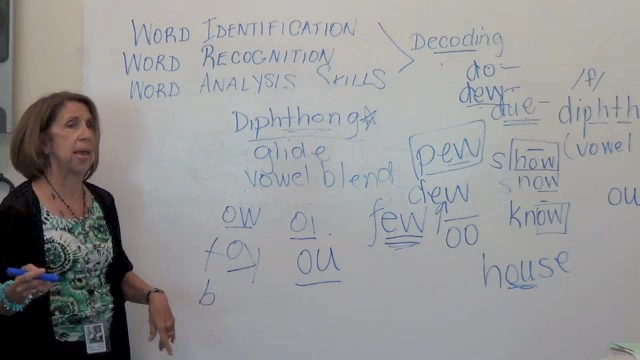 WORD IDENTIFICATION
WORD RECOGNITION
WORD ANALYSIS SKILLS
Decoding
do -
dew -
due -
/f/
diphth
(vowel
ou
Diphthong
glide
vowel blend
pew
dew
few
oo
show
snow
know
house
ow
oi
oy
ou
b